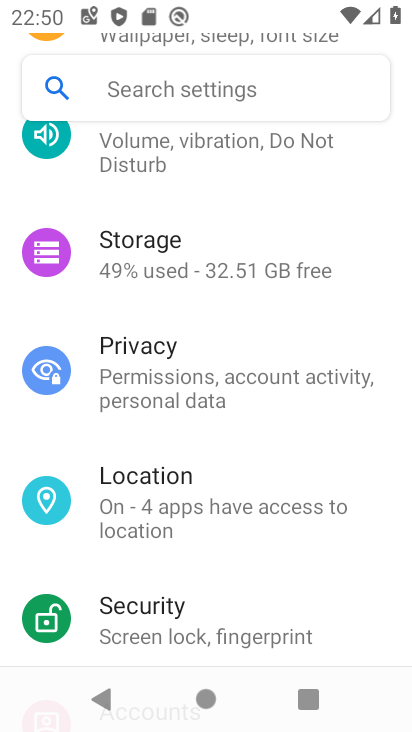 22:50
Wallpaper, sleep, font size
Search settings
Volume, vibration, Do Not
Disturb
Storage
49% used - 32.51 GB free
Privacy
Permissions, account activity,
personal data
Location
On - 4 apps have access to
location
Security
Screen lock, fingerprint
Accounts